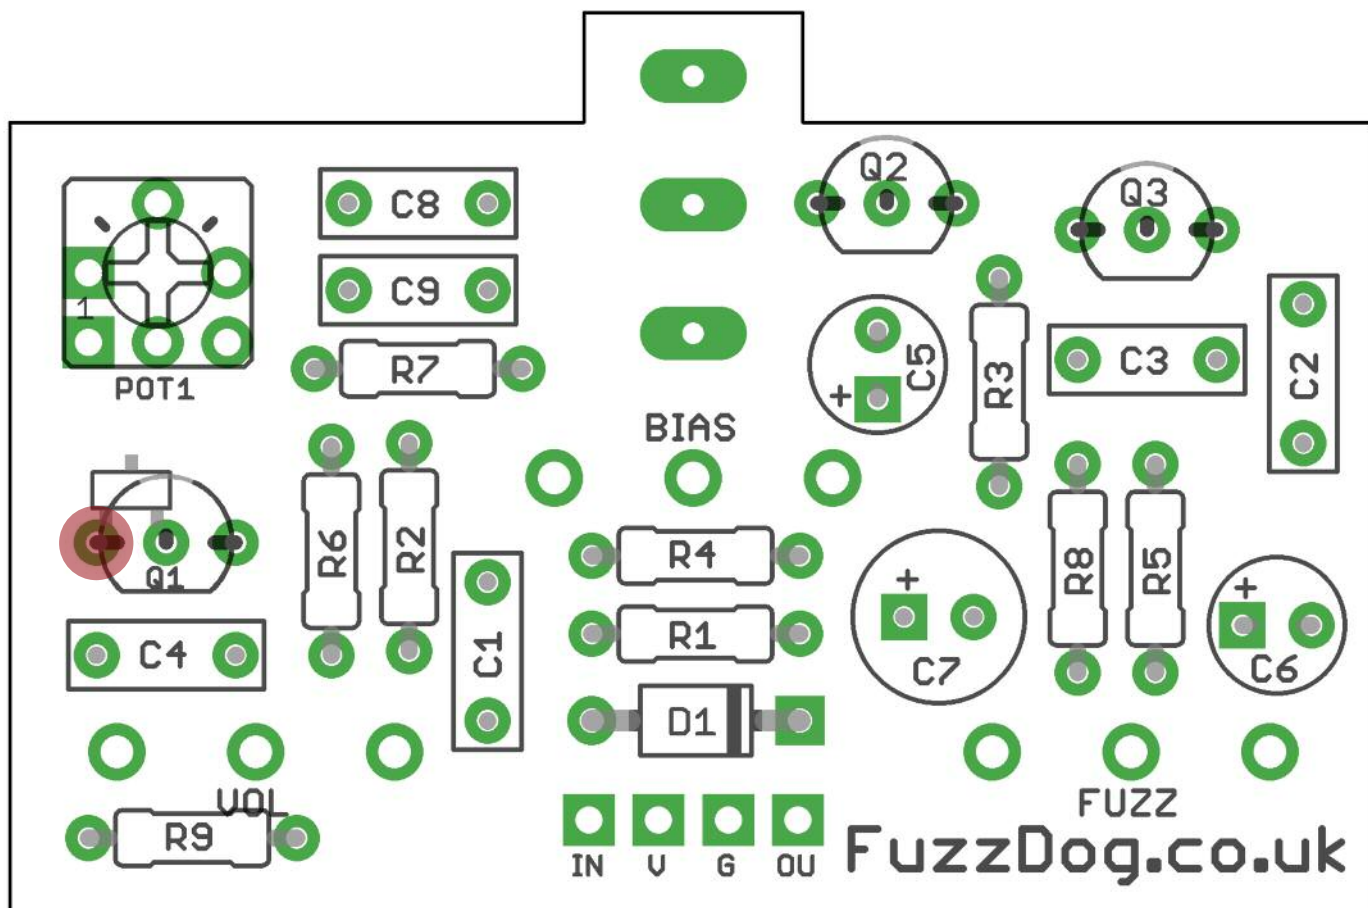 Q2
Q3
C8
C9
1
POT1
R7
C5
+
R3
C3
C2
BIAS
Q1
R6
R2
R4
R8
R5
+
+
C4
C1
R1
C7
C6
D1
VOL
FUZZ
R9
IN V G OU
FuzzDog.co.uk